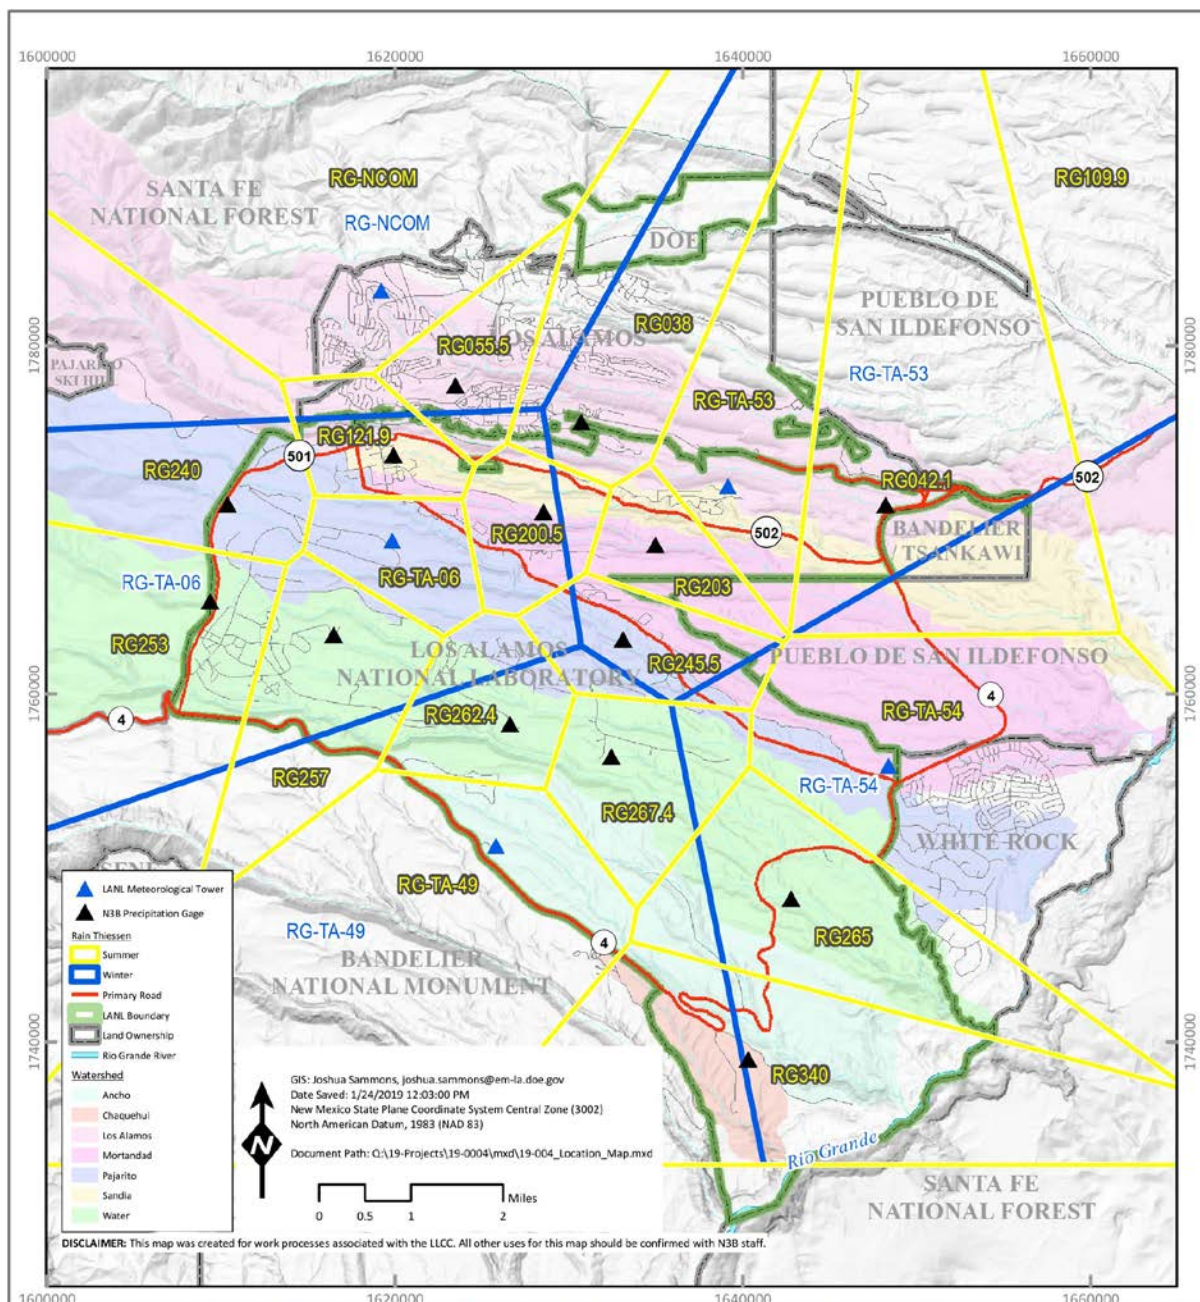 1600000
1620000
1640000
1660000
RG-NCOM
RG109.9
SANTA FE
NATIONAL FOREST
RG-NCOM
DOE
PUEBLO DE
SAN ILDEFONSO
1780000
1780000
RG038
RG055.5
LOS ALAMOS
PAJARITO
SKI HILL
RG-TA-53
RG-TA-53
RG121.9
501
RG240
RG042.1
502
BANDELIER
TSANKAWI
RG200.5
502
RG-TA-06
RG-TA-06
RG203
RG253
LOS ALAMOS
NATIONAL LABORATORY
RG245.5
PUEBLO DE SAN ILDEFONSO
1760000
1760000
4
4
RG262.4
RG-TA-54
RG257
RG-TA-54
RG267.4
WHITE ROCK
RG-TA-49
RG-TA-49
RG265
4
BANDELIER
NATIONAL MONUMENT
1740000
1740000
RG340
Rio Grande
SANTA FE
NATIONAL FOREST
LANL Meteorological Tower
N3B Precipitation Gage
Rain Thiessen
Summer
Winter
Primary Road
LANL Boundary
Land Ownership
Rio Grande River
Watershed
Ancho
Chaquehui
Los Alamos
Mortandad
Pajarito
Sandia
Water
GIS: Joshua Sammons, joshua.sammons@em-la.doe.gov
Date Saved: 1/24/2019 12:03:00 PM
New Mexico State Plane Coordinate System Central Zone (3002)
North American Datum, 1983 (NAD 83)
Document Path: Q:\19-Projects\19-0004\mxd\19-004_Location_Map.mxd
N
0 0.5 1 2
Miles
DISCLAIMER: This map was created for work processes associated with the LLCC. All other uses for this map should be confirmed with N3B staff.
1600000
1620000
1640000
1660000